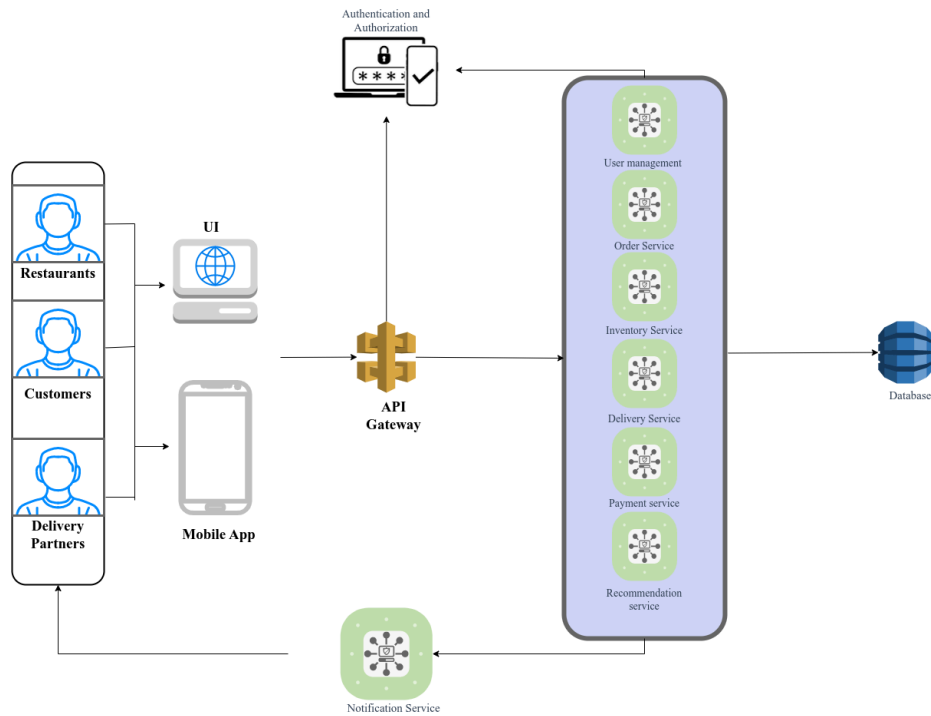 Authentication and
Authorization
****
User management
Order Service
Inventory Service
Delivery Service
Payment service
Recommendation
service
Restaurants
Customers
Delivery
Partners
UI
Mobile App
API
Gateway
Database
Notification Service